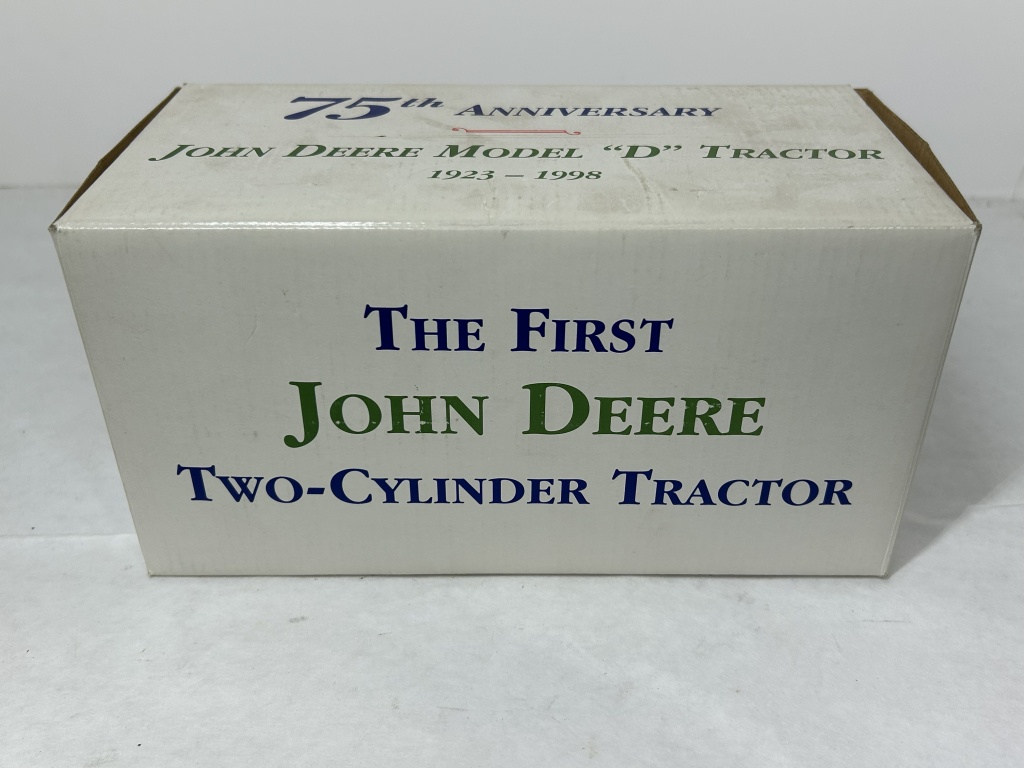 75th Anniversary
John Deere Model “D” Tractor
1923 – 1998
The First
John Deere
Two-Cylinder Tractor